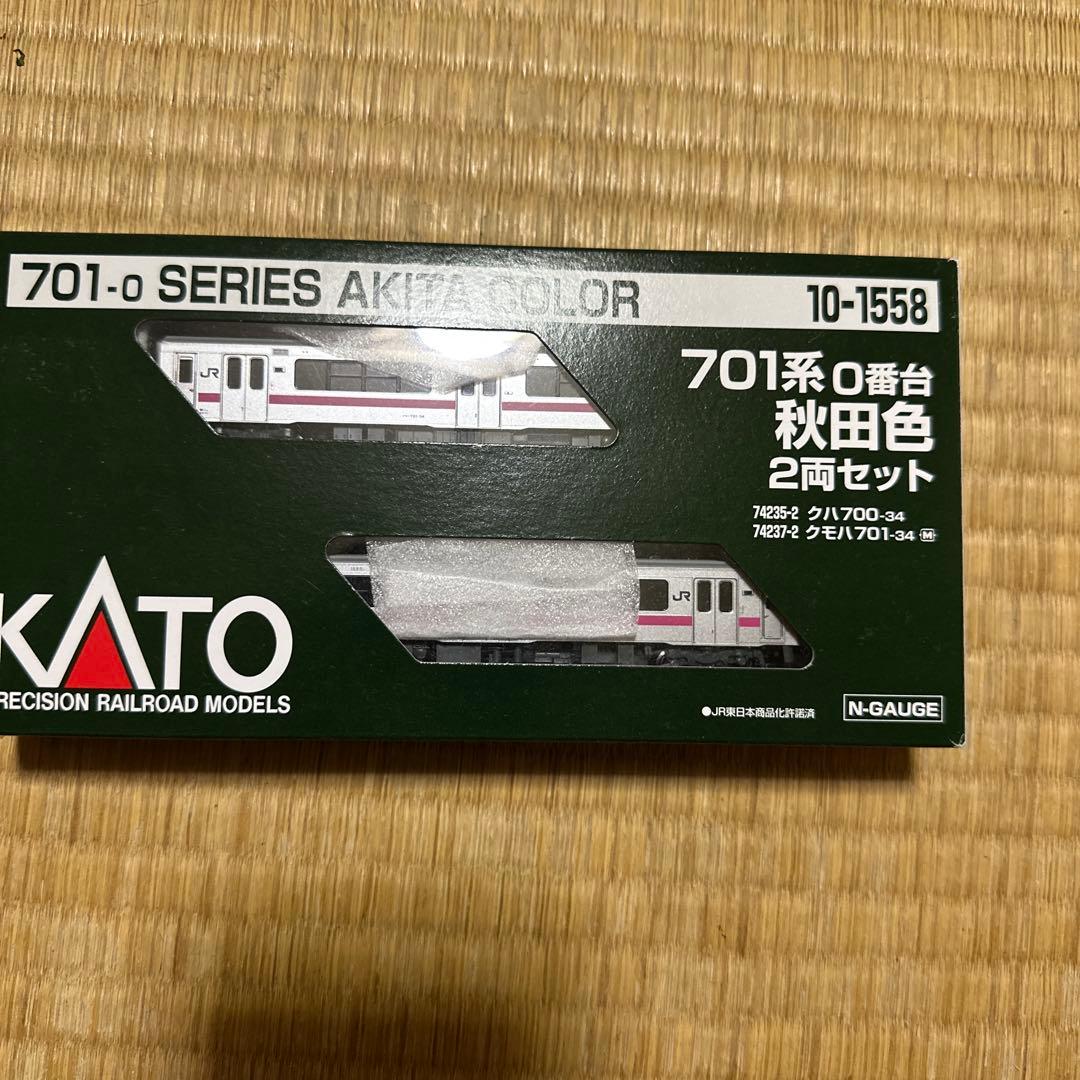 701-0 SERIES AKITA COLOR
10-1558
701系 0番台
秋田色
2両セット
74235-2 クハ700-34
74237-2 クモハ701-34 M
JR
JR
KATO
RECISION RAILROAD MODELS
●JR東日本商品化許諾済
N-GAUGE